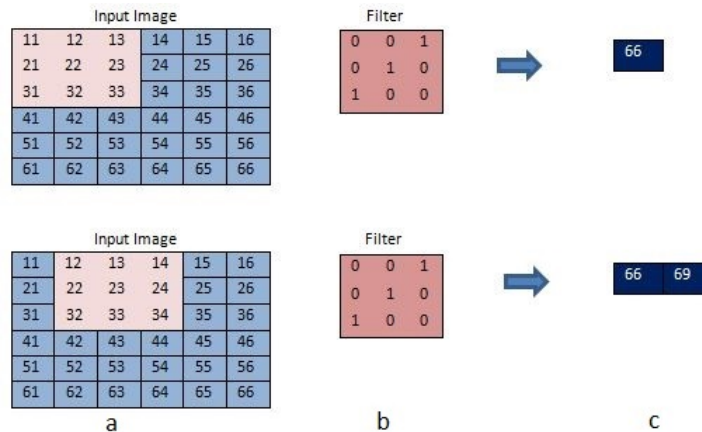 Input Image
Filter
11 12 13 14 15 16
0 0 1
66
21 22 23 24 25 26
0 1 0
31 32 33 34 35 36
1 0 0
41 42 43 44 45 46
51 52 53 54 55 56
61 62 63 64 65 66
Input Image
Filter
11 12 13 14 15 16
0 0 1
66 69
21 22 23 24 25 26
0 1 0
31 32 33 34 35 36
1 0 0
41 42 43 44 45 46
51 52 53 54 55 56
61 62 63 64 65 66
a b c